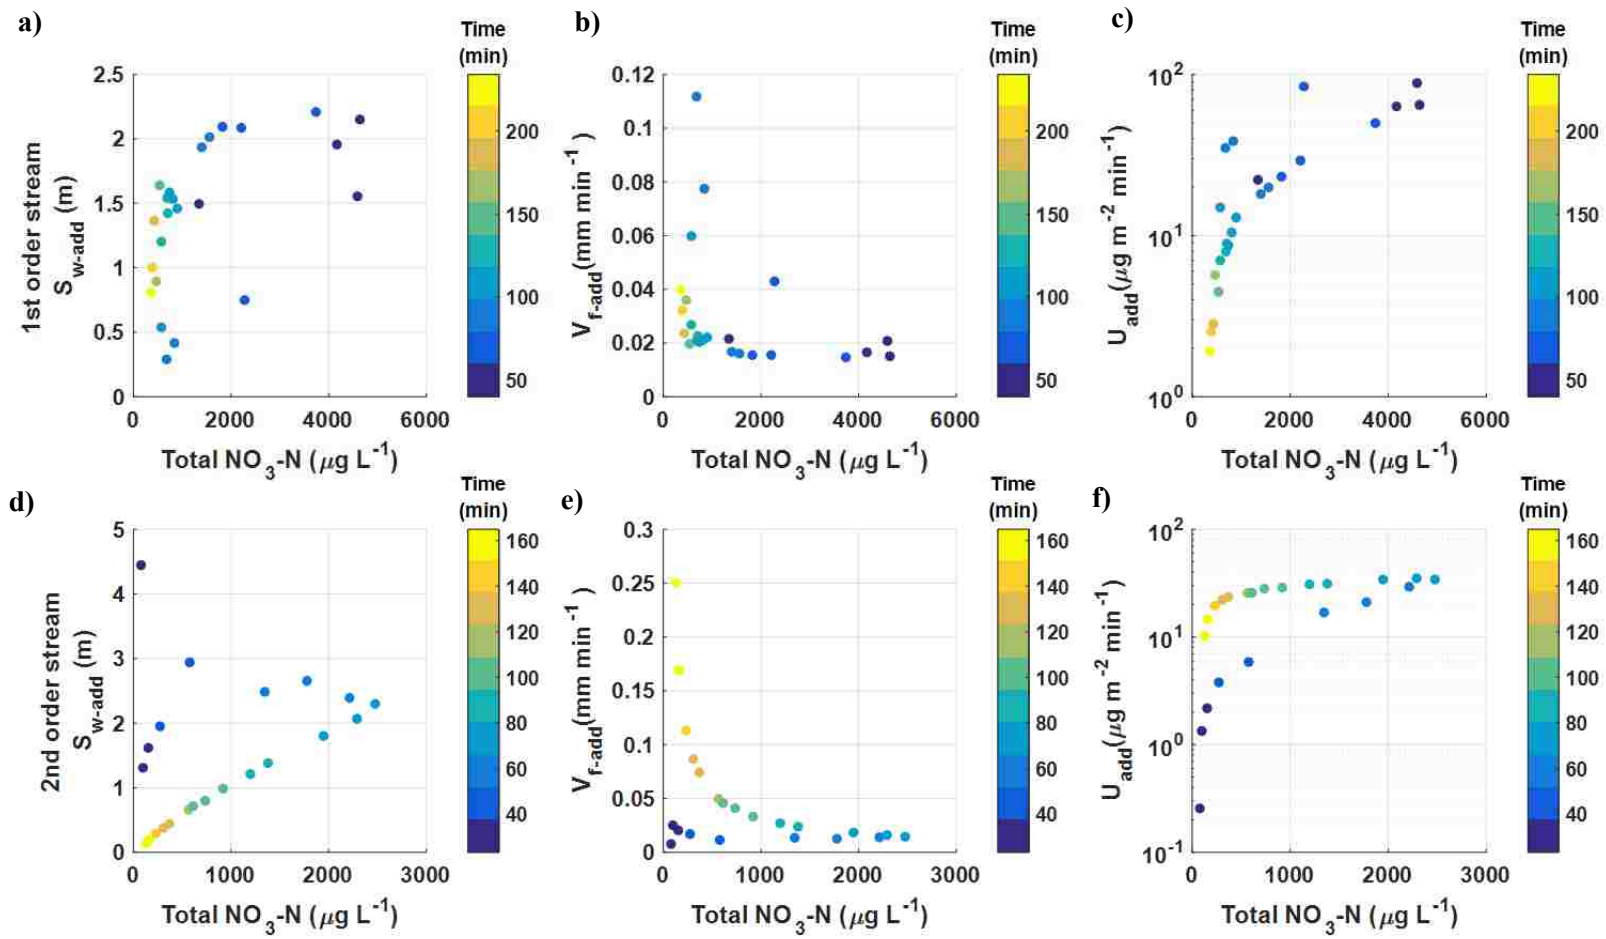 a)
Time
(min)
1st order stream
S_w-add (m)
2.5
2
1.5
1
0.5
0
0
2000
4000
6000
Total NO3-N (µg L^-1)
200
150
100
50
b)
Time
(min)
V_f-add(mm min^-1)
0.12
0.1
0.08
0.06
0.04
0.02
0
0
2000
4000
6000
Total NO3-N (µg L^-1)
200
150
100
50
c)
Time
(min)
U_add(µg m^-2 min^-1)
10^2
10^1
10^0
0
2000
4000
6000
Total NO3-N (µg L^-1)
200
150
100
50
d)
Time
(min)
2nd order stream
S_w-add (m)
5
4
3
2
1
0
0
1000
2000
3000
Total NO3-N (µg L^-1)
160
140
120
100
80
60
40
e)
Time
(min)
V_f-add(mm min^-1)
0.3
0.25
0.2
0.15
0.1
0.05
0
0
1000
2000
3000
Total NO3-N (µg L^-1)
160
140
120
100
80
60
40
f)
Time
(min)
U_add(µg m^-2 min^-1)
10^2
10^1
10^0
10^-1
0
1000
2000
3000
Total NO3-N (µg L^-1)
160
140
120
100
80
60
40